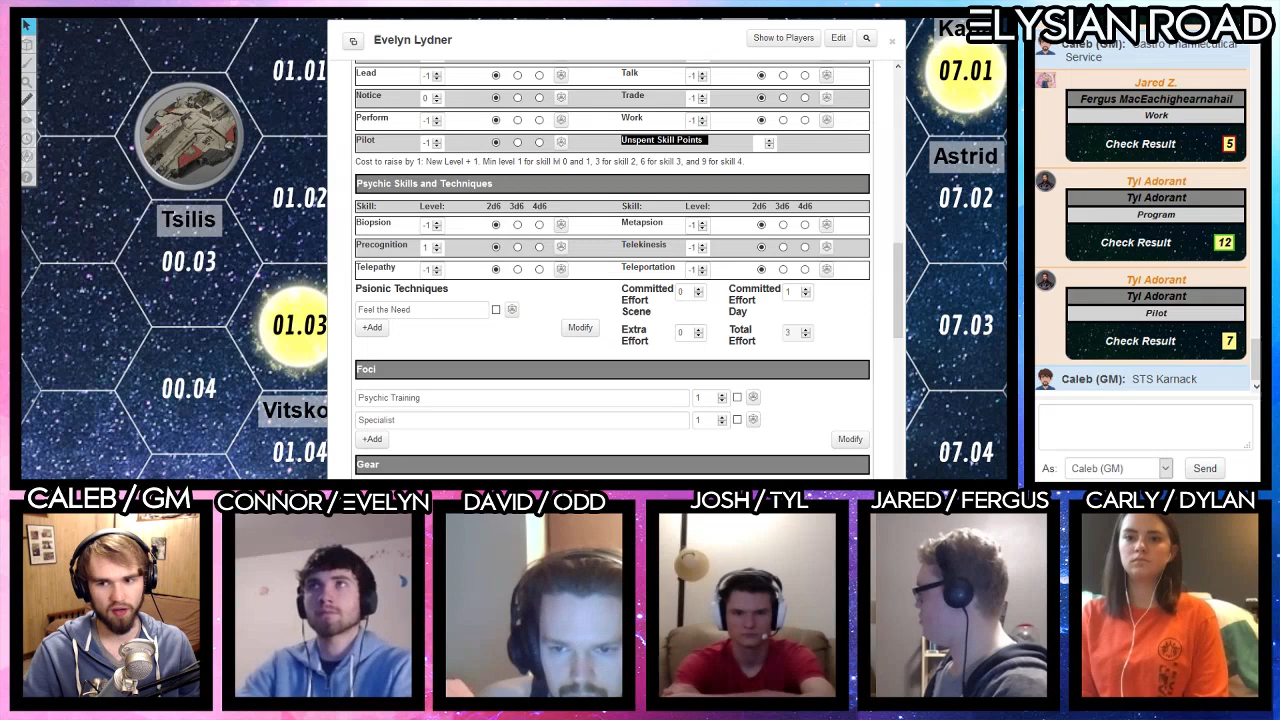 ELYSIAN ROAD
01.01
01.02
Tsilis
00.03
01.03
00.04
Vitsko
01.04
Evelyn Lydner
Show to Players
Edit
Lead -1 Talk -1
Notice 0 Trade -1
Perform -1 Work -1
Pilot -1 Unspent Skill Points
Cost to raise by 1: New Level + 1. Min level 1 for skill lvl 0 and 1, 3 for skill 2, 6 for skill 3, and 9 for skill 4.
Psychic Skills and Techniques
Skill: Level: 2d6 3d6 4d6 Skill: Level: 2d6 3d6 4d6
Biopsion -1 Metapsion -1
Precognition 1 Telekinesis -1
Telepathy -1 Teleportation -1
Psionic Techniques
Feel the Need
+Add
Modify
Committed Effort Scene 0
Committed Effort Day 1
Extra Effort 0
Total Effort 3
Foci
Psychic Training 1
Specialist 1
+Add
Modify
Gear
07.01
Astrid
07.02
07.03
07.04
Caleb (GM):
Service
Jared Z.
Fergus MacEachighearnahail
Work
Check Result 5
Tyl Adorant
Tyl Adorant
Program
Check Result 12
Tyl Adorant
Tyl Adorant
Pilot
Check Result 7
Caleb (GM): STS Karnack
As: Caleb (GM) Send
CALEB / GM
CONNOR / EVELYN
DAVID / ODD
JOSH / TYL
JARED / FERGUS
CARLY / DYLAN